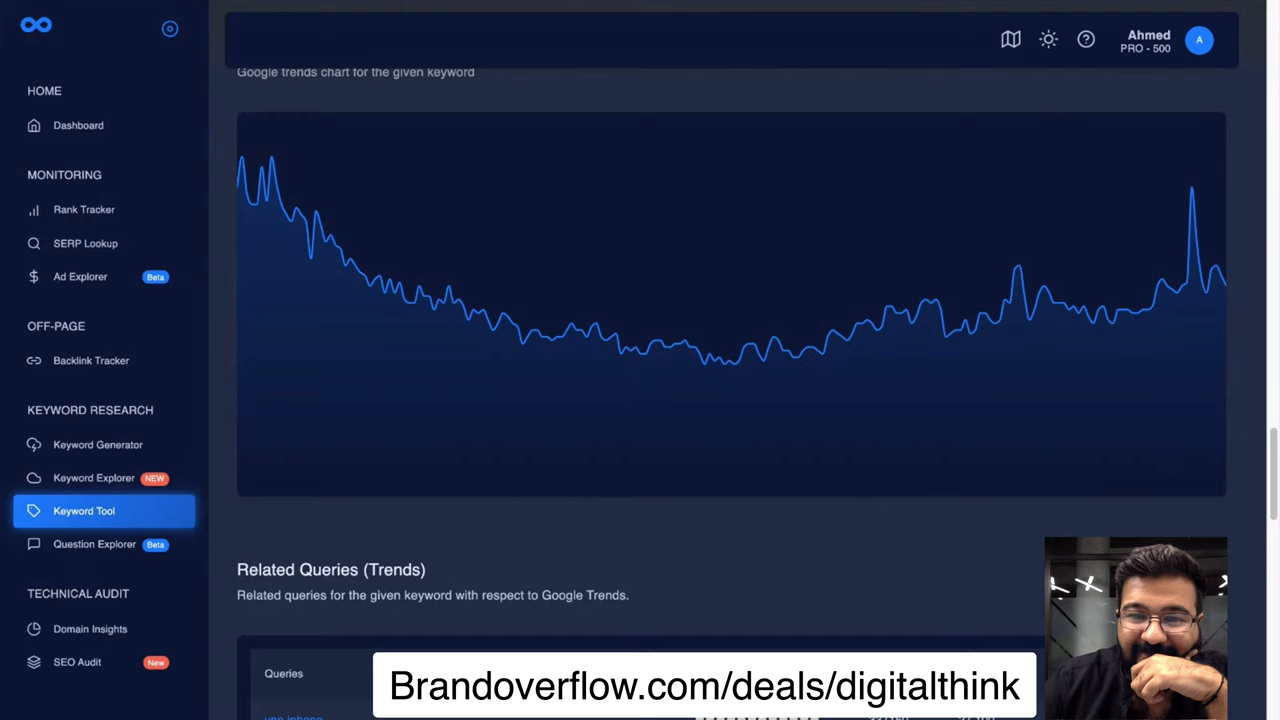 Ahmed
PRO - 500
A
HOME
Dashboard
MONITORING
Rank Tracker
SERP Lookup
Ad Explorer Beta
OFF-PAGE
Backlink Tracker
KEYWORD RESEARCH
Keyword Generator
Keyword Explorer NEW
Keyword Tool
Question Explorer Beta
TECHNICAL AUDIT
Domain Insights
SEO Audit New
Google trends chart for the given keyword
Related Queries (Trends)
Related queries for the given keyword with respect to Google Trends.
Queries
Brandoverflow.com/deals/digitalthink